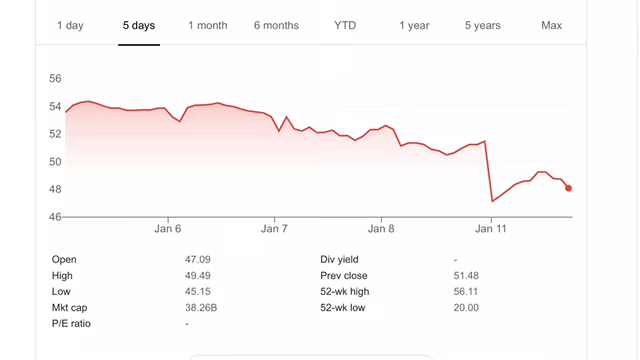 1 day 5 days 1 month 6 months YTD 1 year 5 years Max
56
54
52
50
48
46
Jan 6 Jan 7 Jan 8 Jan 11
Open 47.09 Div yield -
High 49.49 Prev close 51.48
Low 45.15 52-wk high 56.11
Mkt cap 38.26B 52-wk low 20.00
P/E ratio -